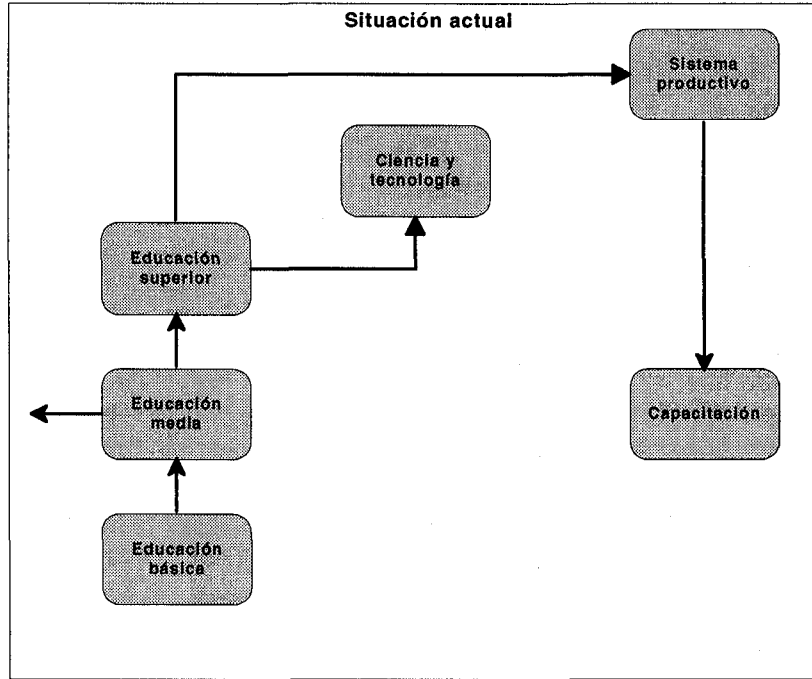 Situación actual
Sistema
productivo
Ciencia y
tecnología
Educación
superior
Educación
media
Capacitación
Educación
básica